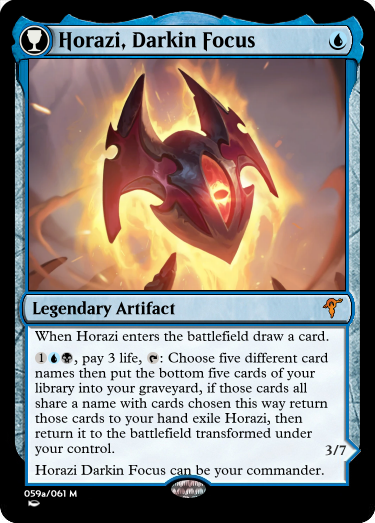 Horazi, Darkin Focus
Legendary Artifact
When Horazi enters the battlefield draw a card.
1, pay 3 life, : Choose five different card
names then put the bottom five cards of your
library into your graveyard, if those cards all
share a name with cards chosen this way return
those cards to your hand exile Horazi, then
return it to the battlefield transformed under
your control.
3/7
Horazi Darkin Focus can be your commander.
059a/061 M